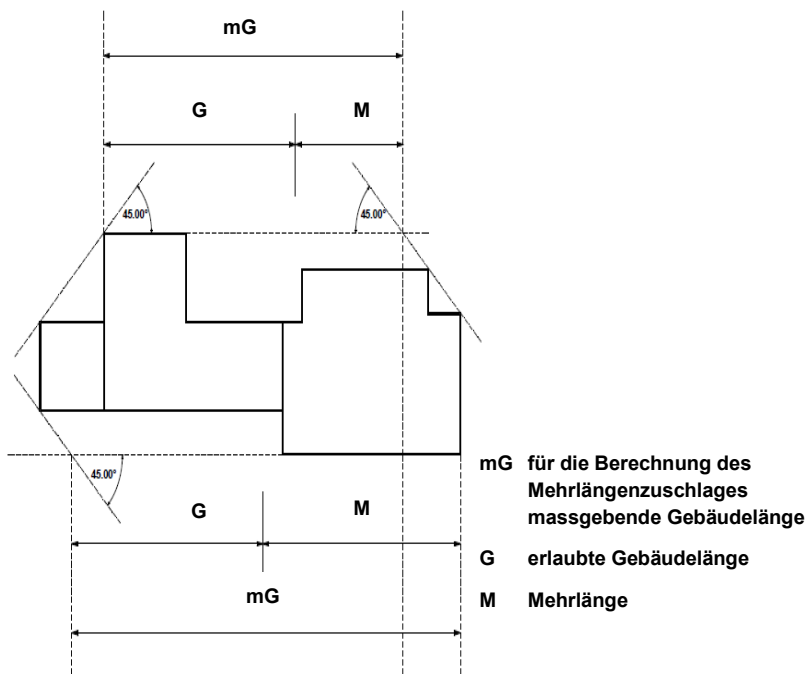 mG
G M
45.00° 45.00°
45.00°
G M
mG
mG für die Berechnung des
Mehrlängenzuschlages
massgebende Gebäudelänge
G erlaubte Gebäudelänge
M Mehrlänge